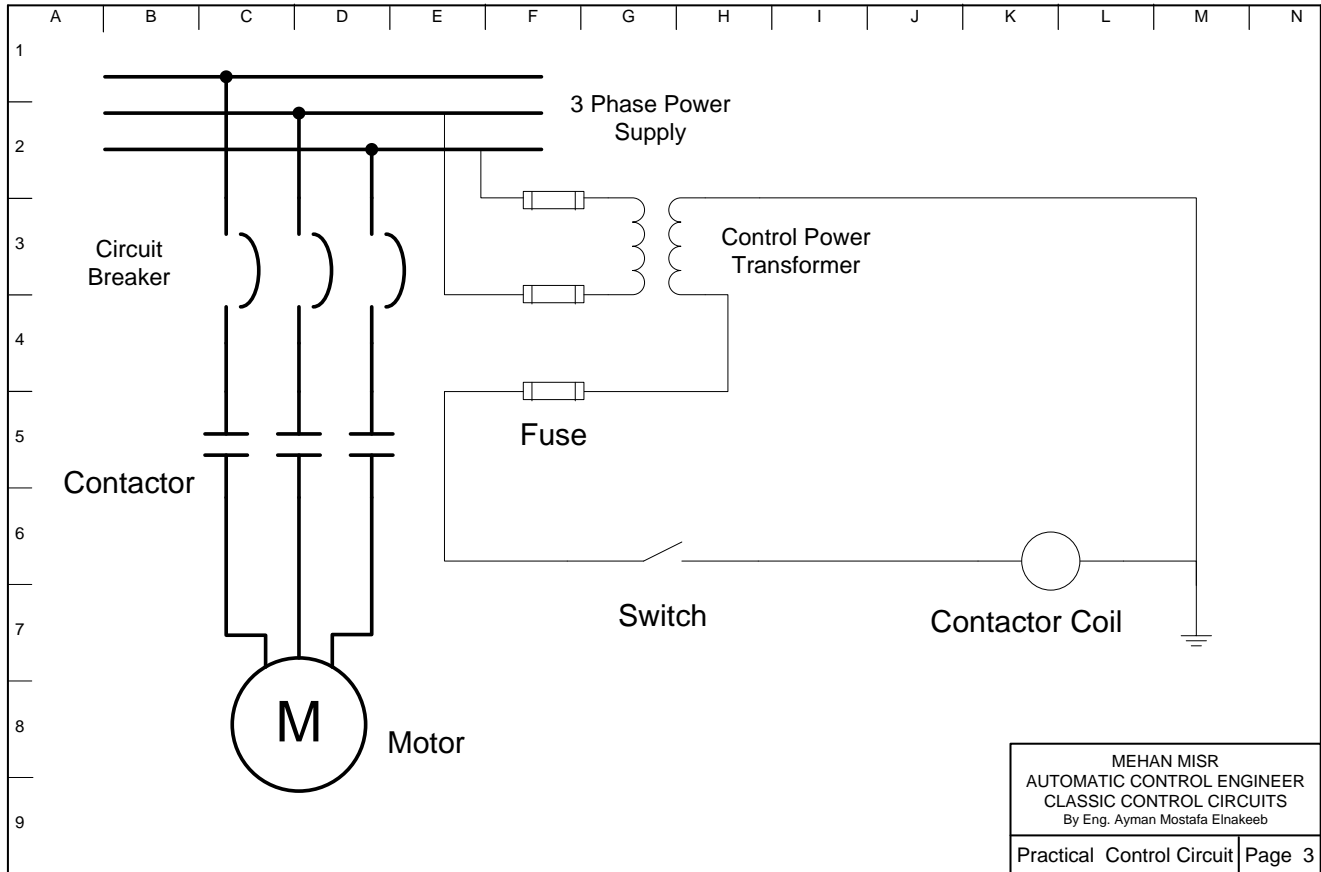 A B C D E F G H I J K L M N
1
2
3
4
5
6
7
8
9
3 Phase Power
Supply
Circuit
Breaker
Control Power
Transformer
Fuse
Contactor
Switch
Contactor Coil
M
Motor
MEHAN MISR
AUTOMATIC CONTROL ENGINEER
CLASSIC CONTROL CIRCUITS
By Eng. Ayman Mostafa Elnakeeb
Practical Control Circuit
Page 3